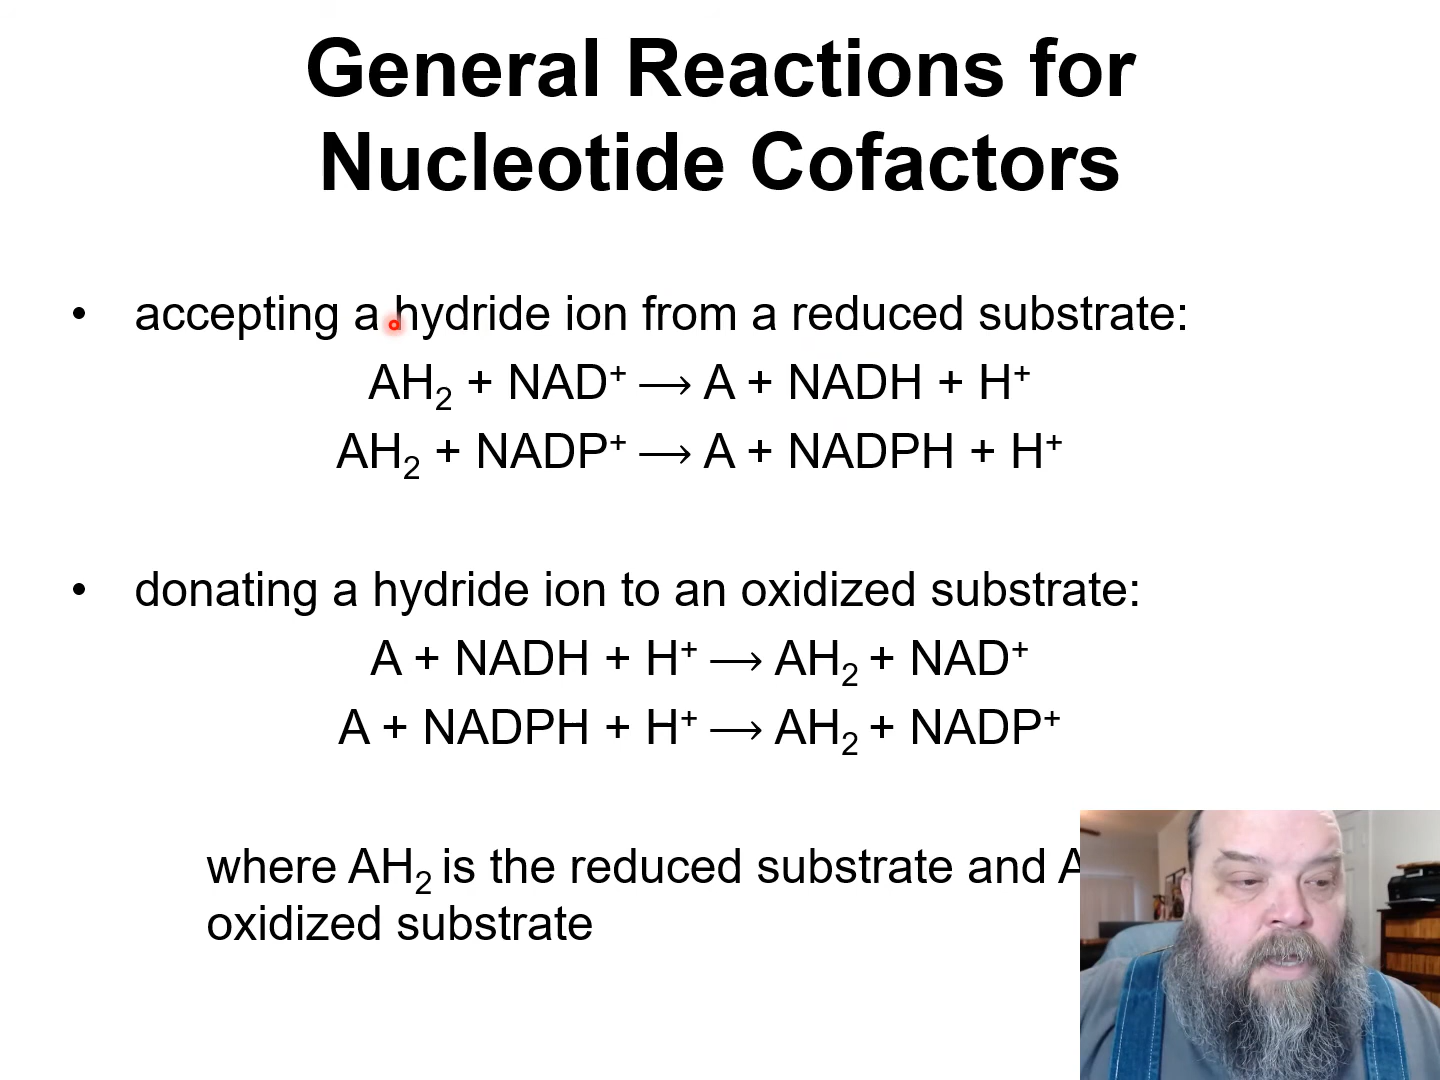 General Reactions for
Nucleotide Cofactors
• accepting a hydride ion from a reduced substrate:
AH₂ + NAD⁺ ⟶ A + NADH + H⁺
AH₂ + NADP⁺ ⟶ A + NADPH + H⁺
• donating a hydride ion to an oxidized substrate:
A + NADH + H⁺ ⟶ AH₂ + NAD⁺
A + NADPH + H⁺ ⟶ AH₂ + NADP⁺
where AH₂ is the reduced substrate and A
oxidized substrate